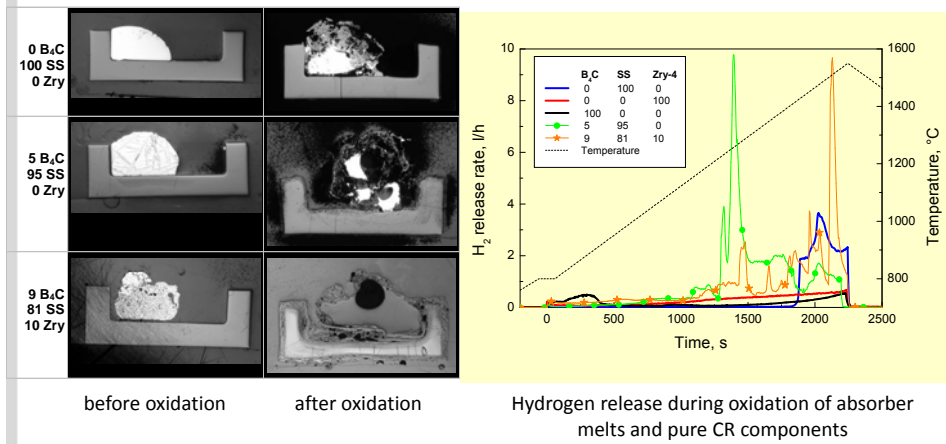 0 B₄C
100 SS
0 Zry
5 B₄C
95 SS
0 Zry
9 B₄C
81 SS
10 Zry
before oxidation
after oxidation
10
8
6
4
2
0
H₂ release rate, l/h
B₄C SS Zry-4
0 100 0
0 0 100
100 0 0
5 95 0
9 81 10
Temperature
1600
1400
1200
1000
800
Temperature, °C
0 500 1000 1500 2000 2500
Time, s
Hydrogen release during oxidation of absorber
melts and pure CR components